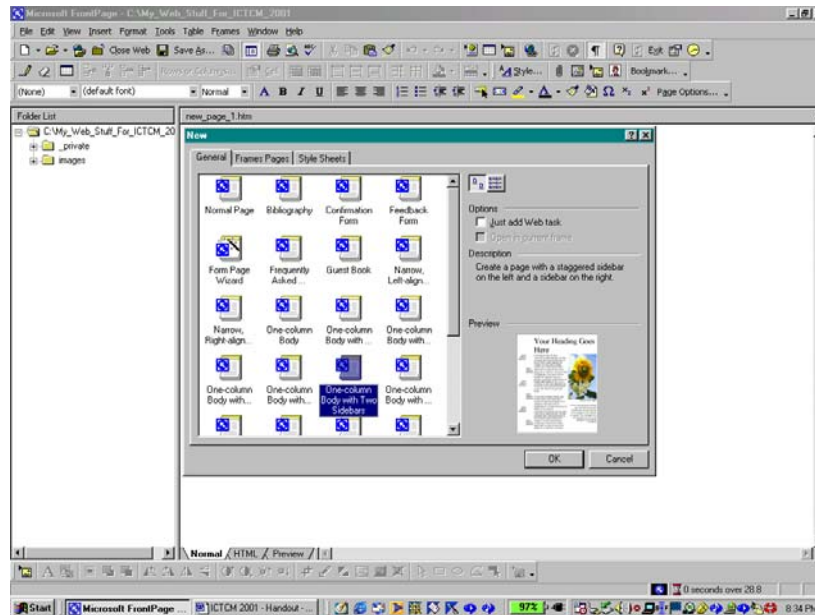 Microsoft FrontPage - C:\My_Web_Stuff_For_ICTCM_2001
File Edit View Insert Format Tools Table Frames Window Help
Close Web Save As... Exit
Style... Bookmark...
(None) (default font) Normal A B I U Page Options...
Folder List
new_page_1.htm
C:\My_Web_Stuff_For_ICTCM_20
_private
images
New
General Frames Pages Style Sheets
Normal Page Bibliography Confirmation Form Feedback Form
Form Page Wizard Frequently Asked ... Guest Book Narrow, Left-align...
Narrow, Right-align... One-column Body One-column Body with ... One-column Body with...
One-column Body with... One-column Body with... One-column Body with Two Sidebars One-column Body with ...
Options
Just add Web task
Open in current frame
Description
Create a page with a staggered sidebar
on the left and a sidebar on the right.
Preview
Your Heading Goes
Here
OK Cancel
Normal HTML Preview
0 seconds over 28.8
Start Microsoft FrontPage ... ICTCM 2001 - Handout - ... 97% 8:34 PM